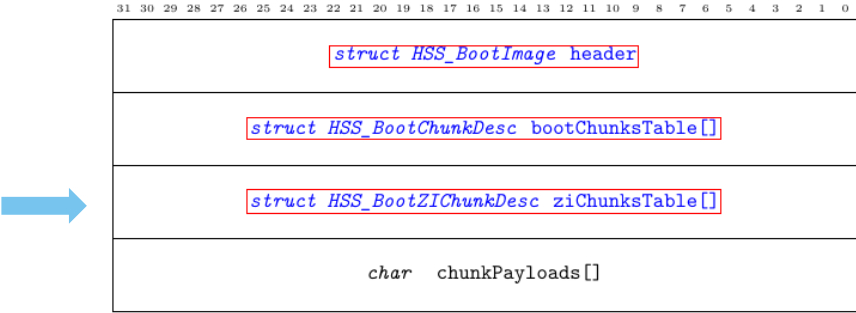 31 30 29 28 27 26 25 24 23 22 21 20 19 18 17 16 15 14 13 12 11 10 9 8 7 6 5 4 3 2 1 0
struct HSS_BootImage header
struct HSS_BootChunkDesc bootChunksTable[]
struct HSS_BootZIChunkDesc ziChunksTable[]
char chunkPayloads[]